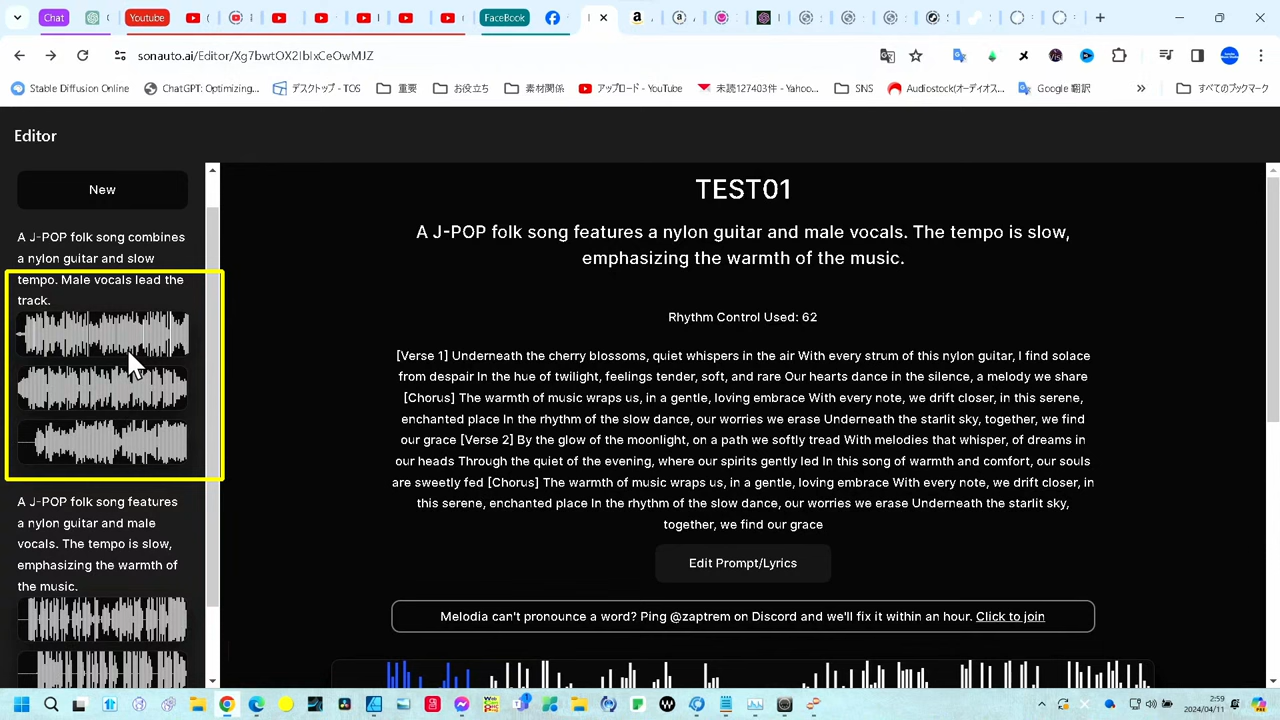 Chat
Youtube
FaceBook
sonauto.ai/Editor/Xg7bwtOX2IbIxCeOwMJZ
Stable Diffusion Online
ChatGPT: Optimizing...
デスクトップ - TOS
重要
お役立ち
素材関係
アップロード - YouTube
未読127403件 - Yahoo...
SNS
Audiostock(オーディオス...
Google 翻訳
»
すべてのブックマーク
Editor
New
A J-POP folk song combines
a nylon guitar and slow
tempo. Male vocals lead the
track.
A J-POP folk song features
a nylon guitar and male
vocals. The tempo is slow,
emphasizing the warmth of
the music.
TEST01
A J-POP folk song features a nylon guitar and male vocals. The tempo is slow,
emphasizing the warmth of the music.
Rhythm Control Used: 62
[Verse 1] Underneath the cherry blossoms, quiet whispers in the air With every strum of this nylon guitar, I find solace
from despair In the hue of twilight, feelings tender, soft, and rare Our hearts dance in the silence, a melody we share
[Chorus] The warmth of music wraps us, in a gentle, loving embrace With every note, we drift closer, in this serene,
enchanted place In the rhythm of the slow dance, our worries we erase Underneath the starlit sky, together, we find
our grace [Verse 2] By the glow of the moonlight, on a path we softly tread With melodies that whisper, of dreams in
our heads Through the quiet of the evening, where our spirits gently led In this song of warmth and comfort, our souls
are sweetly fed [Chorus] The warmth of music wraps us, in a gentle, loving embrace With every note, we drift closer, in
this serene, enchanted place In the rhythm of the slow dance, our worries we erase Underneath the starlit sky,
together, we find our grace
Edit Prompt/Lyrics
Melodia can't pronounce a word? Ping @zaptrem on Discord and we'll fix it within an hour. Click to join
2:59
2024/04/11